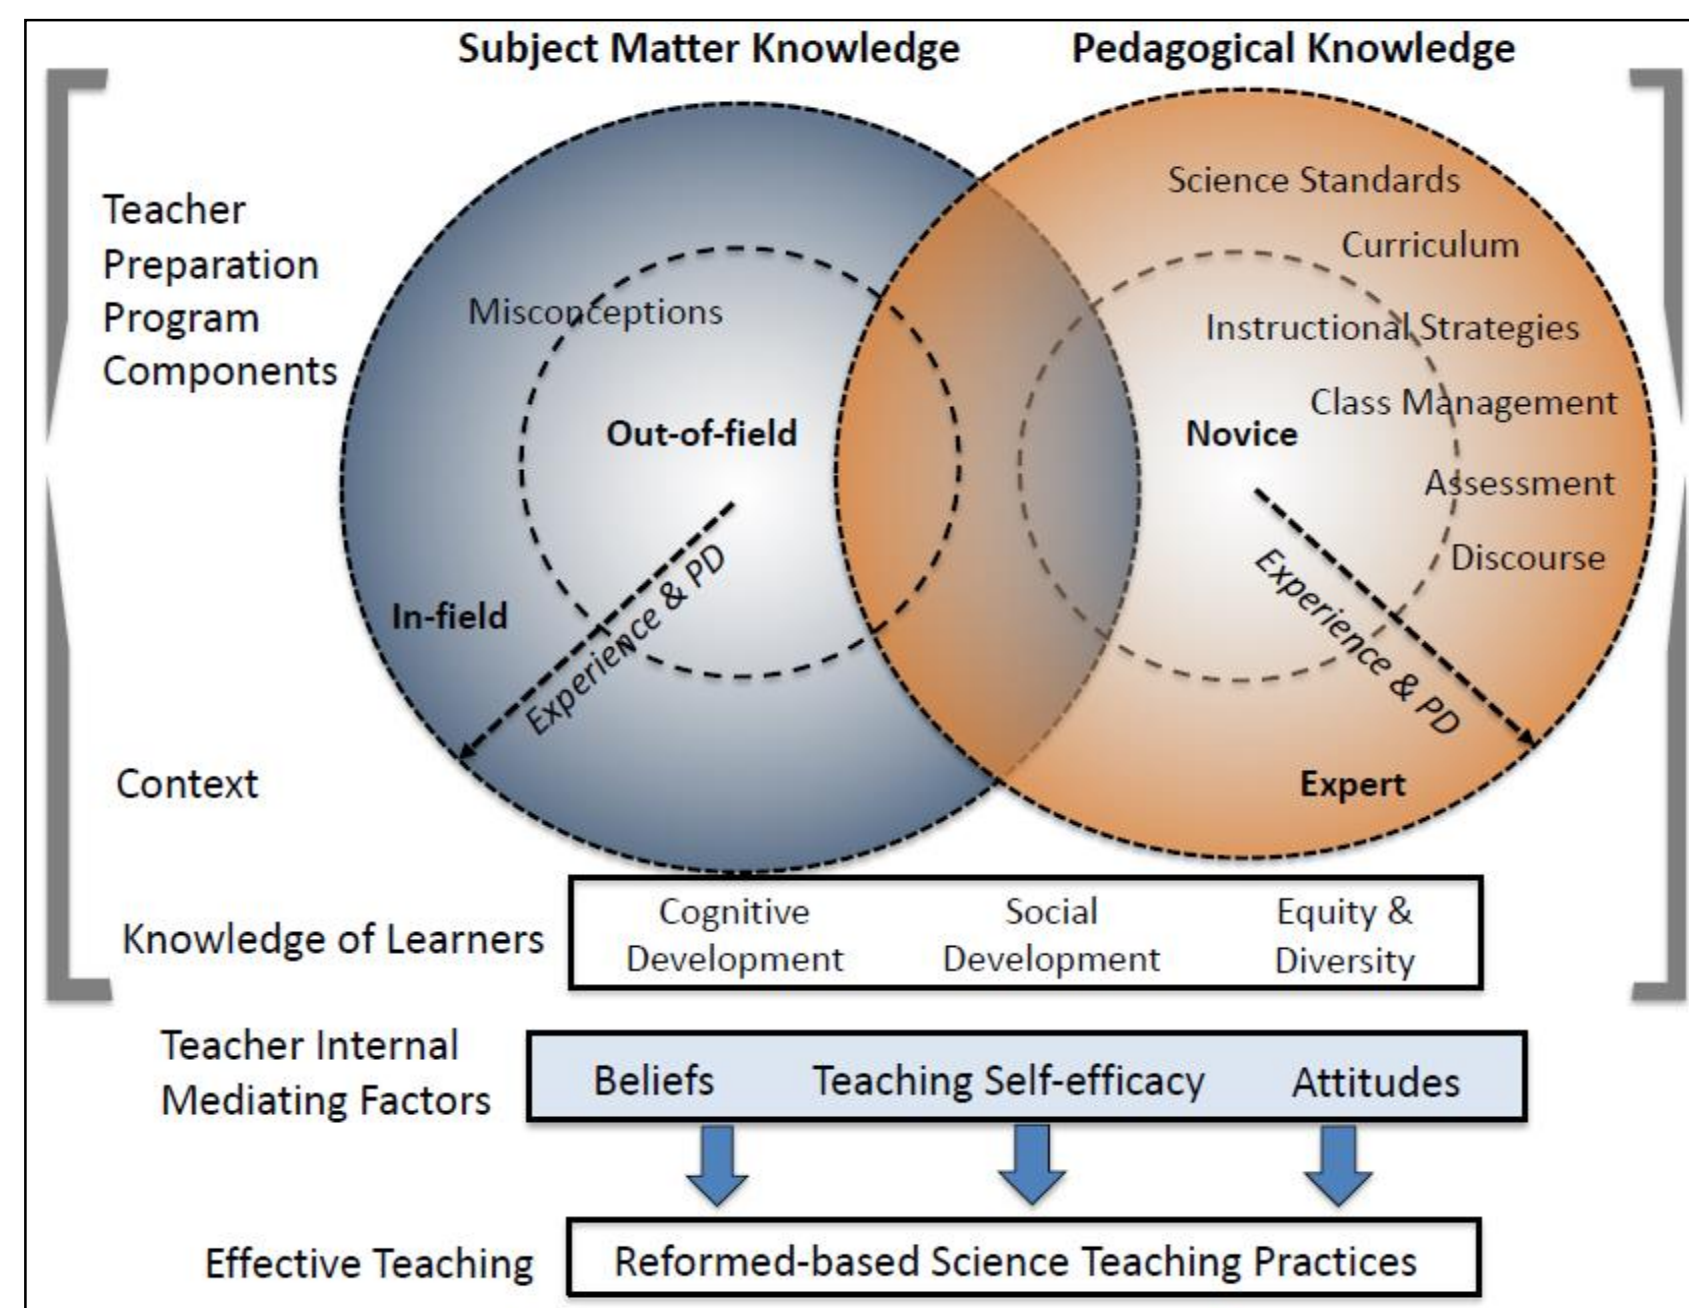 Subject Matter Knowledge
Pedagogical Knowledge
Teacher
Preparation
Program
Components
Misconceptions
Out-of-field
In-field
Experience & PD
Science Standards
Curriculum
Instructional Strategies
Class Management
Novice
Assessment
Discourse
Experience & PD
Expert
Context
Knowledge of Learners
Cognitive
Development
Social
Development
Equity &
Diversity
Teacher Internal
Mediating Factors
Beliefs
Teaching Self-efficacy
Attitudes
Effective Teaching
Reformed-based Science Teaching Practices